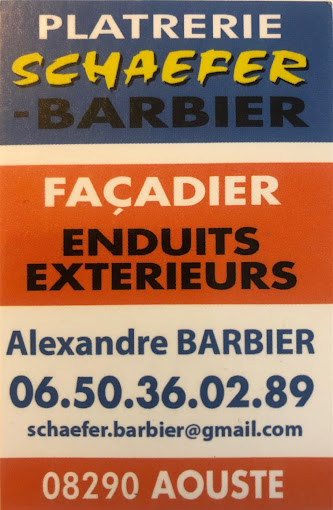 PLATRERIE
SCHAEFER
-BARBIER
FAÇADIER
ENDUITS
EXTERIEURS
Alexandre BARBIER
06.50.36.02.89
schaefer.barbier@gmail.com
08290 AOUSTE